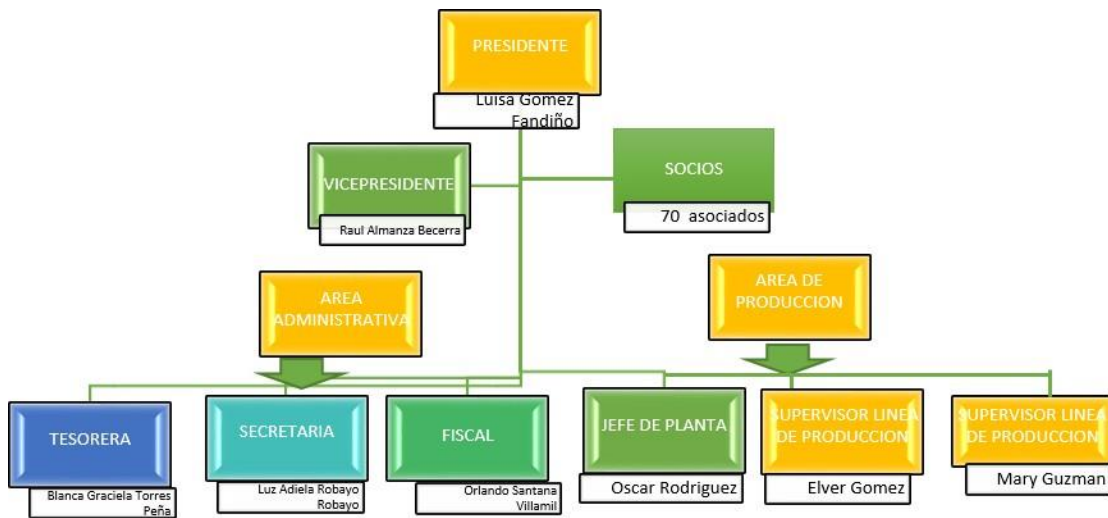 PRESIDENTE
Luisa Gomez
Fandiño
VICEPRESIDENTE
Raul Almanza Becerra
SOCIOS
70 asociados
AREA
ADMINISTRATIVA
AREA DE
PRODUCCION
TESORERA
Blanca Graciela Torres
Peña
SECRETARIA
Luz Adiela Robayo
Robayo
FISCAL
Orlando Santana
Villamil
JEFE DE PLANTA
Oscar Rodriguez
SUPERVISOR LINEA
DE PRODUCCION
Elver Gomez
SUPERVISOR LINEA
DE PRODUCCION
Mary Guzman